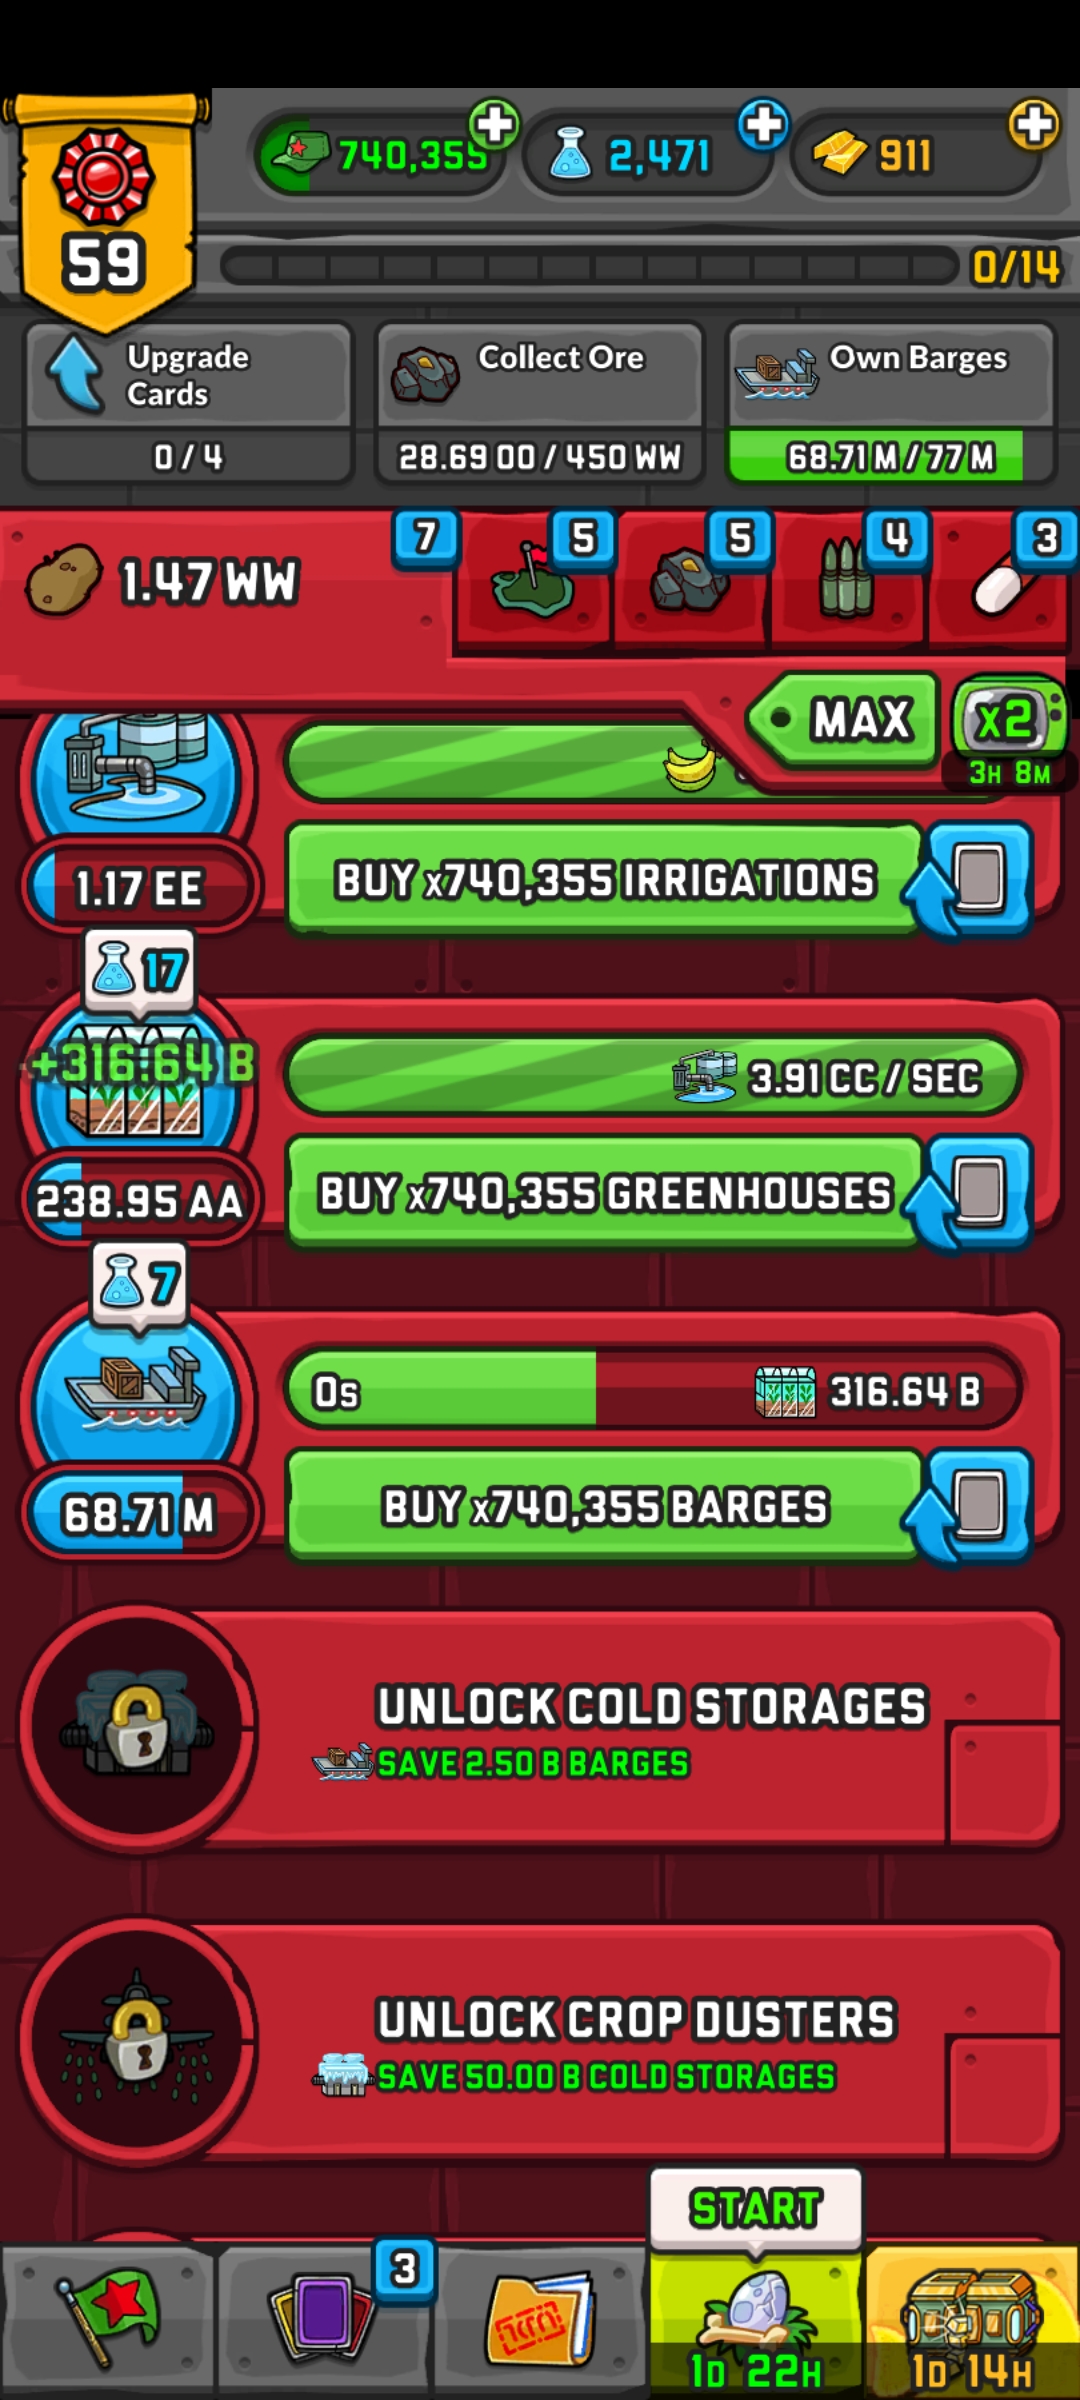 59
740,355
2,471
911
0/14
Upgrade Cards
0 / 4
Collect Ore
28.69 OO / 450 WW
Own Barges
68.71 M / 77 M
1.47 WW
7
5
5
4
3
MAX
x2
3H 8M
1.17 EE
BUY x740,355 IRRIGATIONS
17
+316.64 B
3.91 CC / SEC
238.95 AA
BUY x740,355 GREENHOUSES
7
0s
316.64 B
68.71 M
BUY x740,355 BARGES
UNLOCK COLD STORAGES
SAVE 2.50 B BARGES
UNLOCK CROP DUSTERS
SAVE 50.00 B COLD STORAGES
START
3
1D 22H
1D 14H